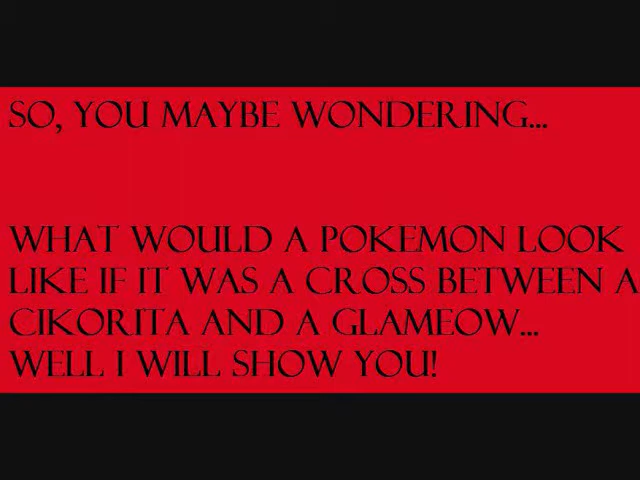 SO, YOU MAYBE WONDERING...
WHAT WOULD A POKEMON LOOK
LIKE IF IT WAS A CROSS BETWEEN A
CIKORITA AND A GLAMEOW...
WELL I WILL SHOW YOU!